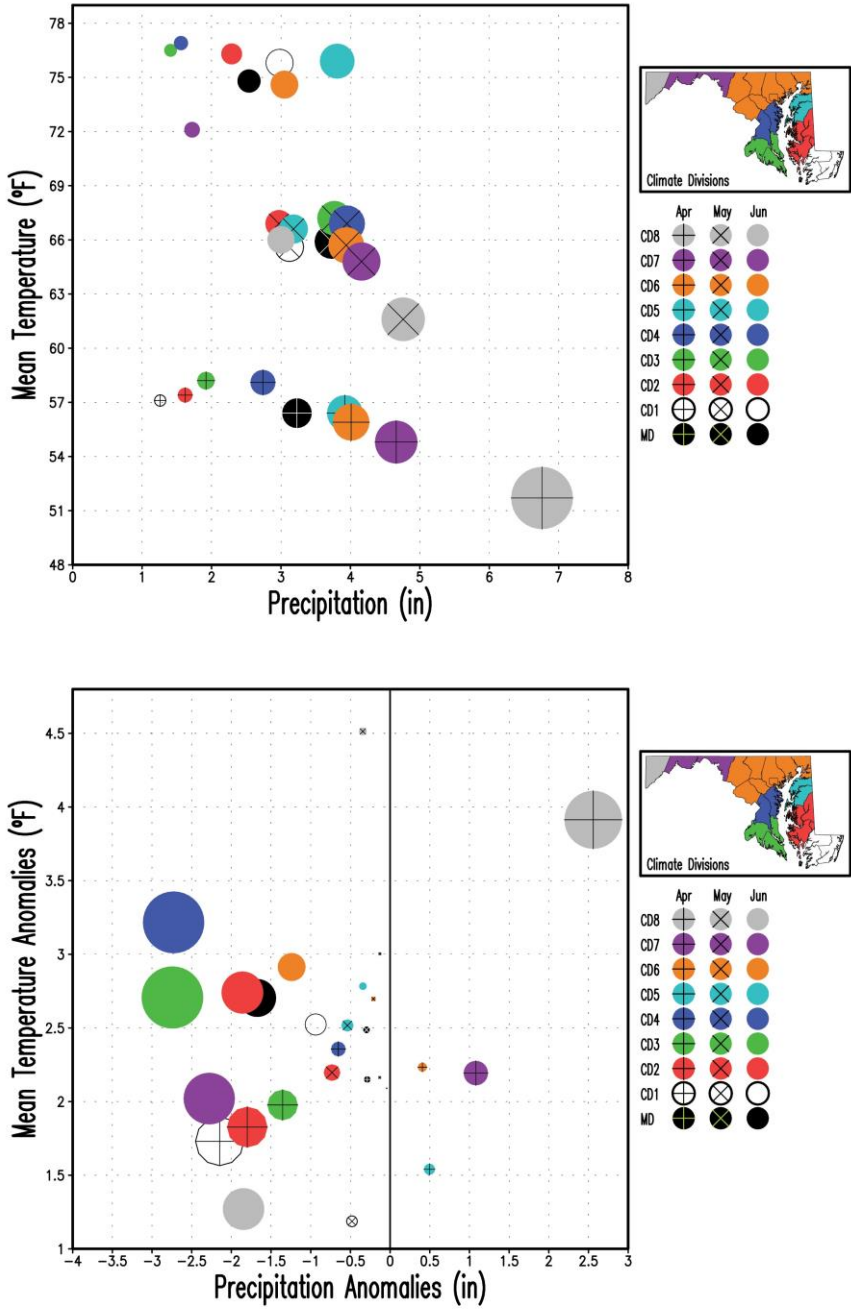 78
75
72
69
66
63
60
57
54
51
48
Mean Temperature (°F)
0 1 2 3 4 5 6 7 8
Precipitation (in)
Climate Divisions
Apr May Jun
CD8
CD7
CD6
CD5
CD4
CD3
CD2
CD1
MD
4.5
4
3.5
3
2.5
2
1.5
1
Mean Temperature Anomalies (°F)
-4 -3.5 -3 -2.5 -2 -1.5 -1 -0.5 0 0.5 1 1.5 2 2.5 3
Precipitation Anomalies (in)
Climate Divisions
Apr May Jun
CD8
CD7
CD6
CD5
CD4
CD3
CD2
CD1
MD